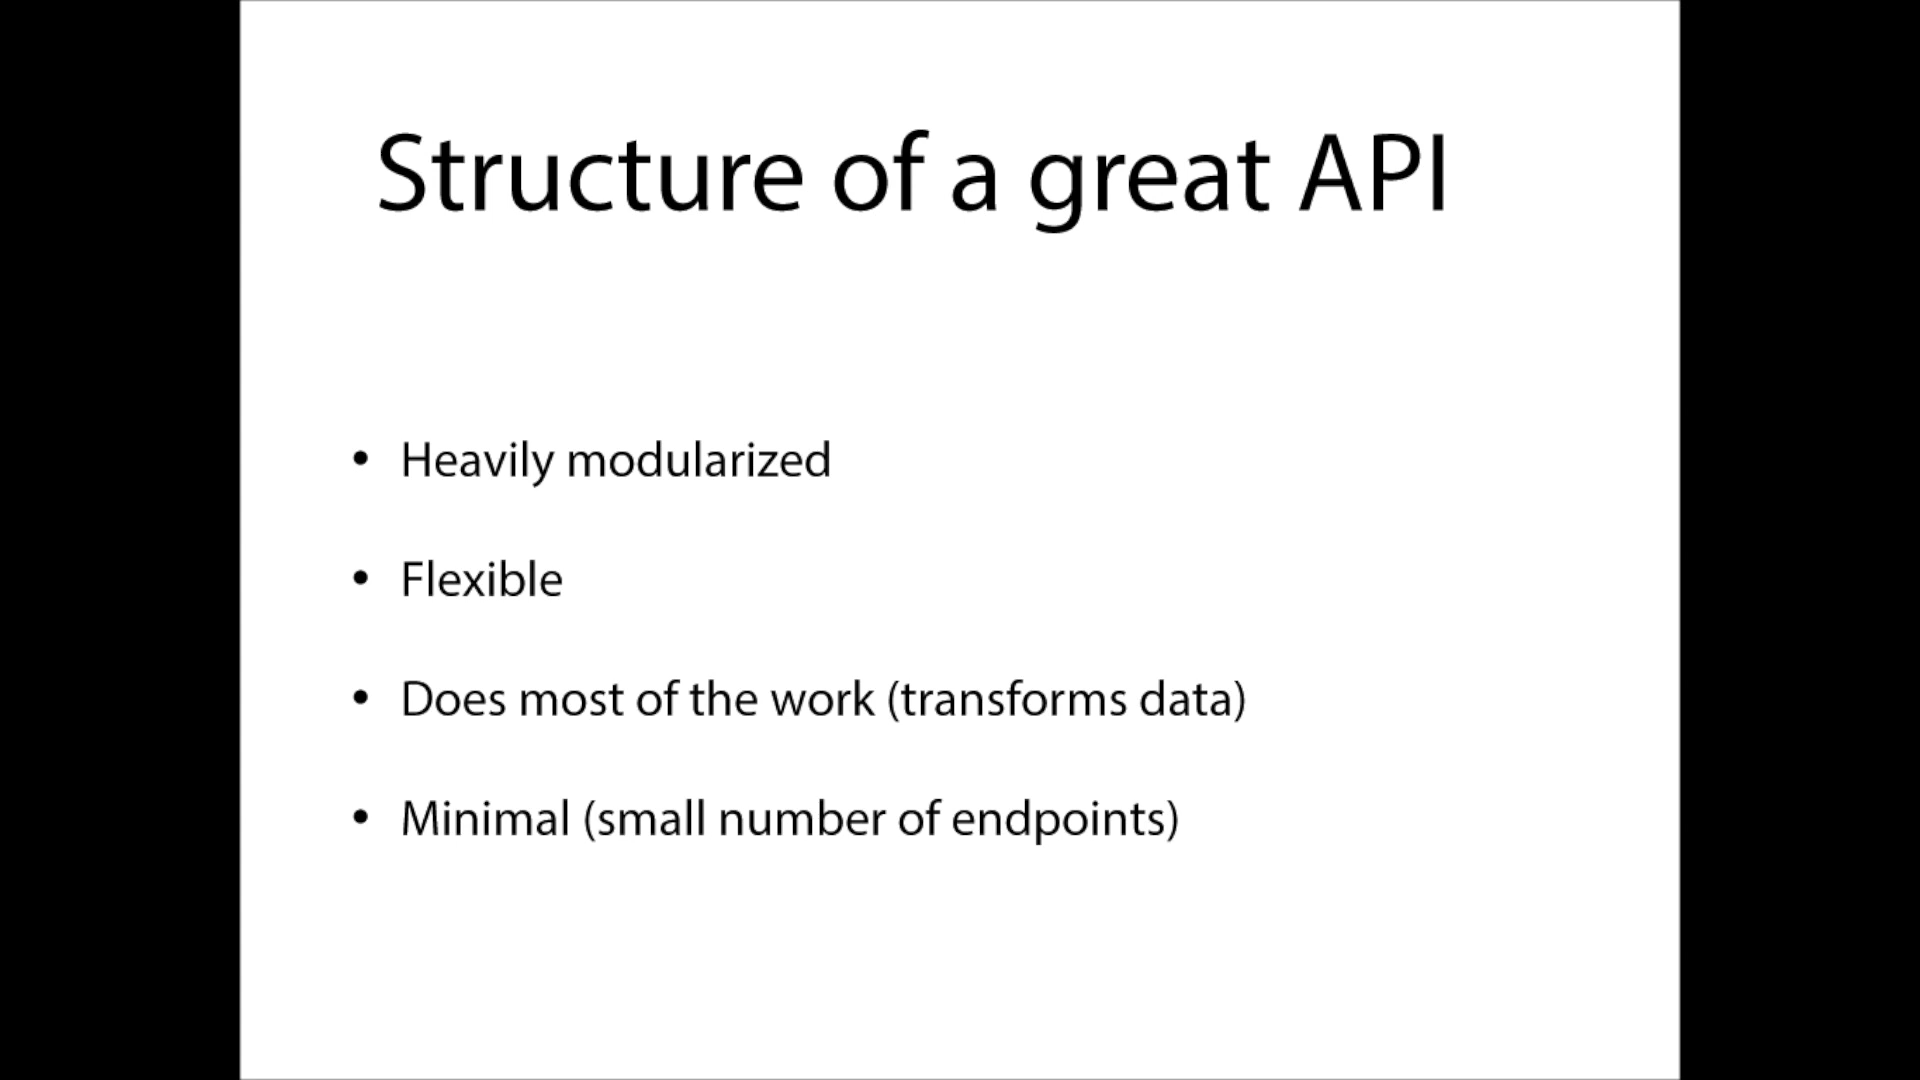 Structure of a great API
• Heavily modularized
• Flexible
• Does most of the work (transforms data)
• Minimal (small number of endpoints)